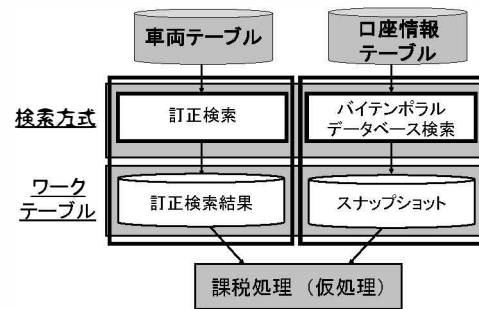 車両テーブル
口座情報
テーブル
検索方式
訂正検索
バイテンポラル
データベース検索
ワーク
テーブル
訂正検索結果
スナップショット
課税処理（仮処理）